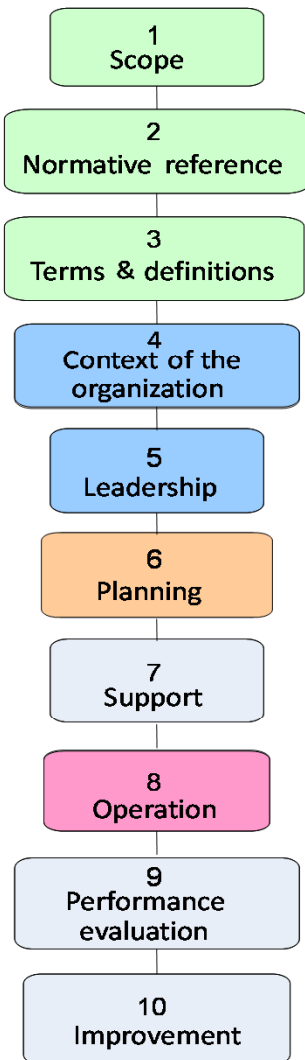 1
Scope
2
Normative reference
3
Terms & definitions
4
Context of the
organization
5
Leadership
6
Planning
7
Support
8
Operation
9
Performance
evaluation
10
Improvement